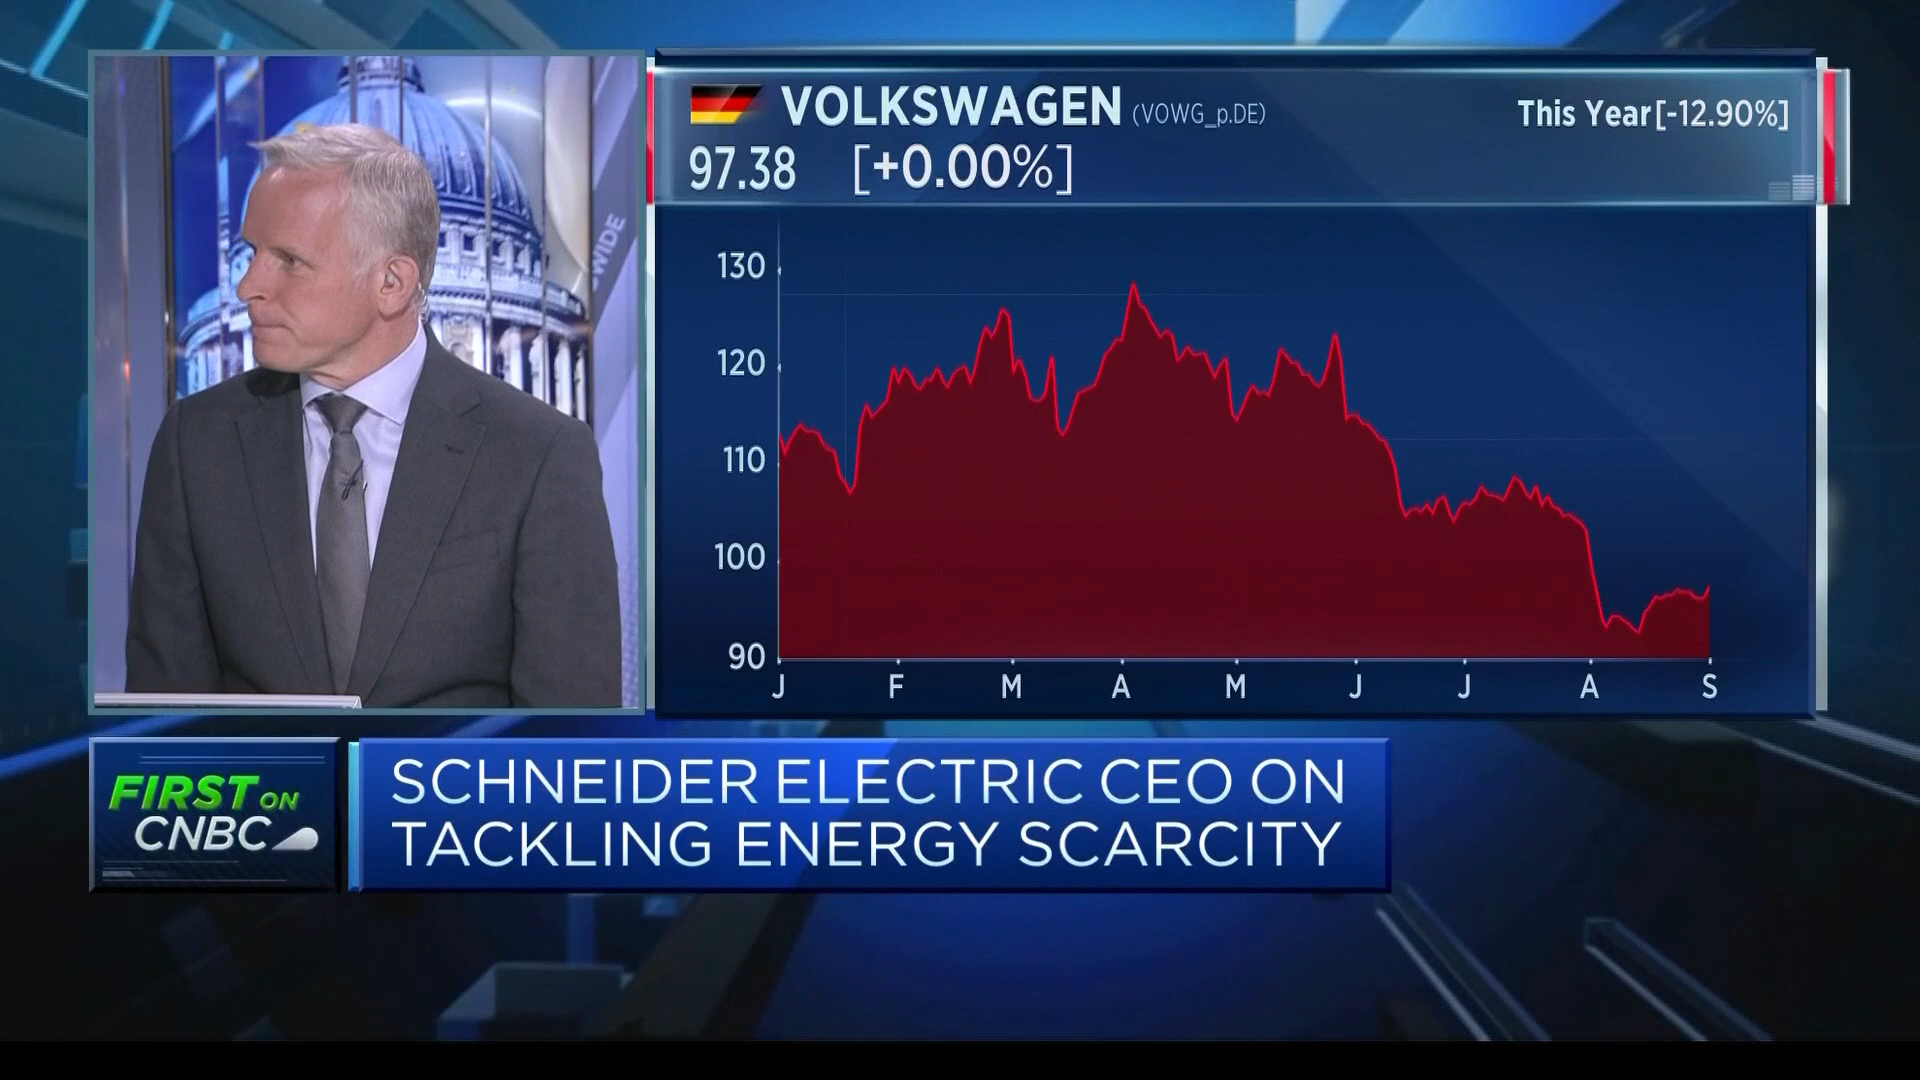 VOLKSWAGEN (VOWG_p.DE)
This Year [-12.90%]
97.38 [+0.00%]
130
120
110
100
90
J F M A M J J A S
WIDE
FIRST ON
CNBC
SCHNEIDER ELECTRIC CEO ON
TACKLING ENERGY SCARCITY